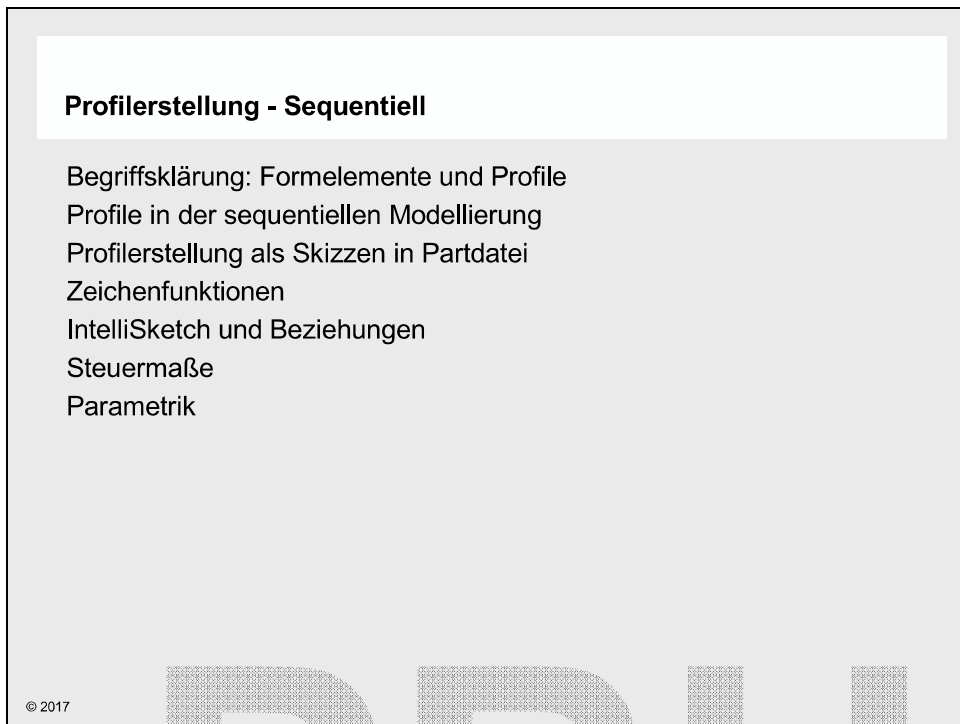 Profilerstellung - Sequentiell
Begriffsklärung: Formelemente und Profile
Profile in der sequentiellen Modellierung
Profilerstellung als Skizzen in Partdatei
Zeichenfunktionen
IntelliSketch und Beziehungen
Steuermaße
Parametrik
© 2017